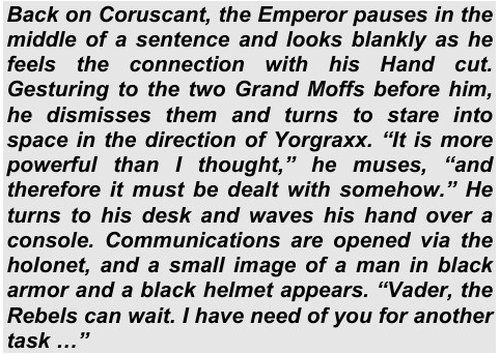 Back on Coruscant, the Emperor pauses in the
middle of a sentence and looks blankly as he
feels the connection with his Hand cut.
Gesturing to the two Grand Moffs before him,
he dismisses them and turns to stare into
space in the direction of Yorgraxx. “It is more
powerful than I thought,” he muses, “and
therefore it must be dealt with somehow.” He
turns to his desk and waves his hand over a
console. Communications are opened via the
holonet, and a small image of a man in black
armor and a black helmet appears. “Vader, the
Rebels can wait. I have need of you for another
task …”